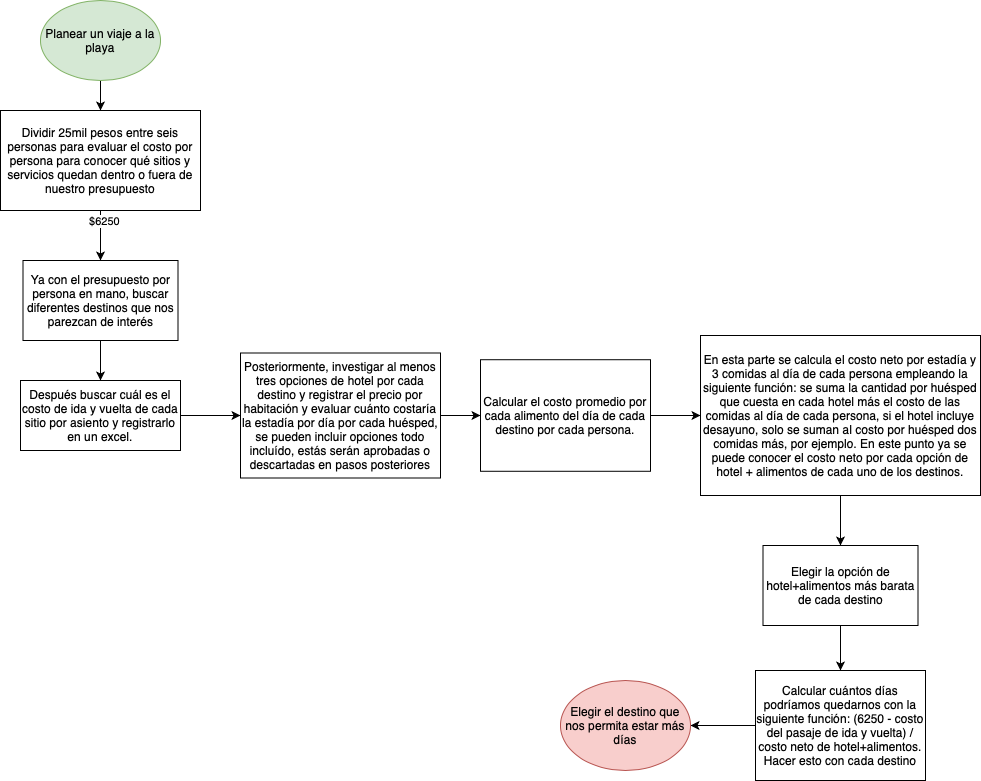 Planear un viaje a la
playa
Dividir 25mil pesos entre seis
personas para evaluar el costo por
persona para conocer qué sitios y
servicios quedan dentro o fuera de
nuestro presupuesto
$6250
Ya con el presupuesto por
persona en mano, buscar
diferentes destinos que nos
parezcan de interés
Después buscar cuál es el
costo de ida y vuelta de cada
sitio por asiento y registrarlo
en un excel.
Posteriormente, investigar al menos
tres opciones de hotel por cada
destino y registrar el precio por
habitación y evaluar cuánto costaría
la estadía por día por cada huésped,
se pueden incluir opciones todo
incluído, estás serán aprobadas o
descartadas en pasos posteriores
Calcular el costo promedio por
cada alimento del día de cada
destino por cada persona.
En esta parte se calcula el costo neto por estadía y
3 comidas al día de cada persona empleando la
siguiente función: se suma la cantidad por huésped
que cuesta en cada hotel más el costo de las
comidas al día de cada persona, si el hotel incluye
desayuno, solo se suman al costo por huésped dos
comidas más, por ejemplo. En este punto ya se
puede conocer el costo neto por cada opción de
hotel + alimentos de cada uno de los destinos.
Elegir la opción de
hotel+alimentos más barata
de cada destino
Calcular cuántos días
podríamos quedarnos con la
siguiente función: (6250 - costo
del pasaje de ida y vuelta) /
costo neto de hotel+alimentos.
Hacer esto con cada destino
Elegir el destino que
nos permita estar más
días